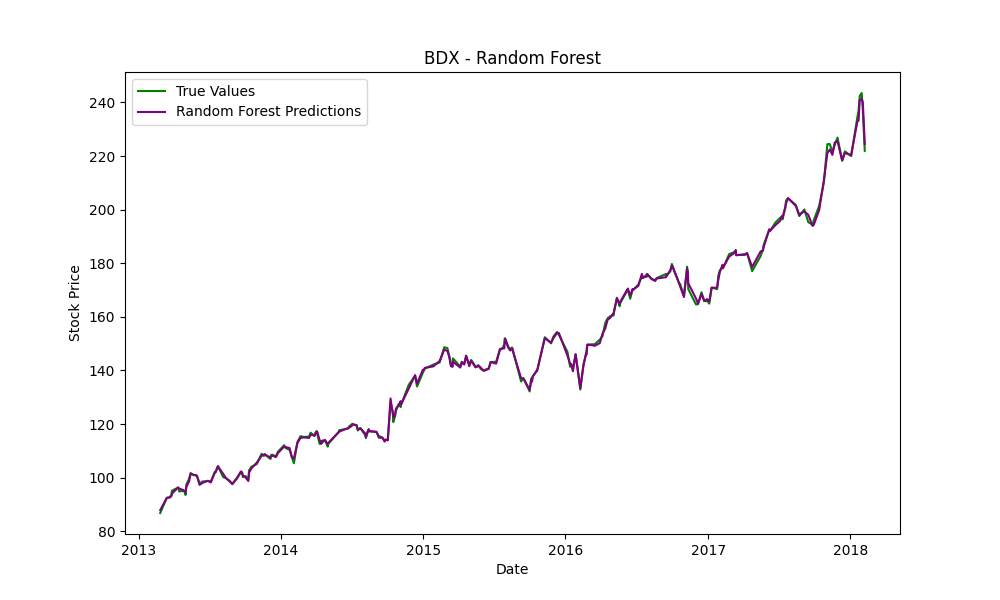 BDX - Random Forest
True Values
Random Forest Predictions
240
220
200
180
160
140
120
100
80
Stock Price
2013 2014 2015 2016 2017 2018
Date